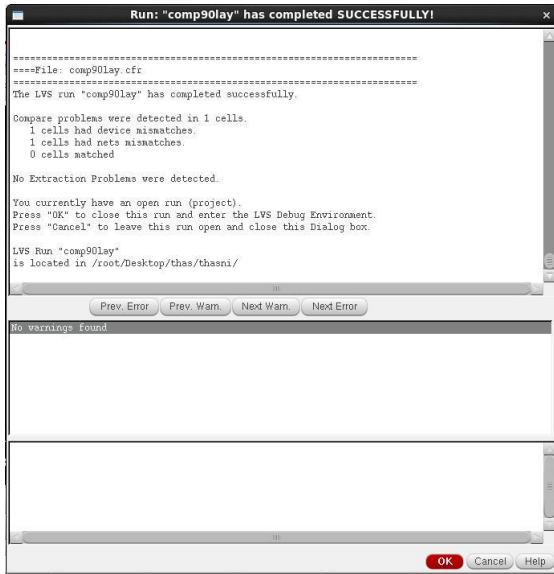 Run: "comp90lay" has completed SUCCESSFULLY!
========================================================================
====File: comp90lay.cfr
========================================================================
The LVS run "comp90lay" has completed successfully.
Compare problems were detected in 1 cells.
1 cells had device mismatches.
1 cells had nets mismatches.
0 cells matched
No Extraction Problems were detected.
You currently have an open run (project).
Press "OK" to close this run and enter the LVS Debug Environment.
Press "Cancel" to leave this run open and close this Dialog box.
LVS Run "comp90lay"
is located in /root/Desktop/thas/thasni/
Prev. Error Prev. Warn. Next Warn. Next Error
No warnings found
OK Cancel Help